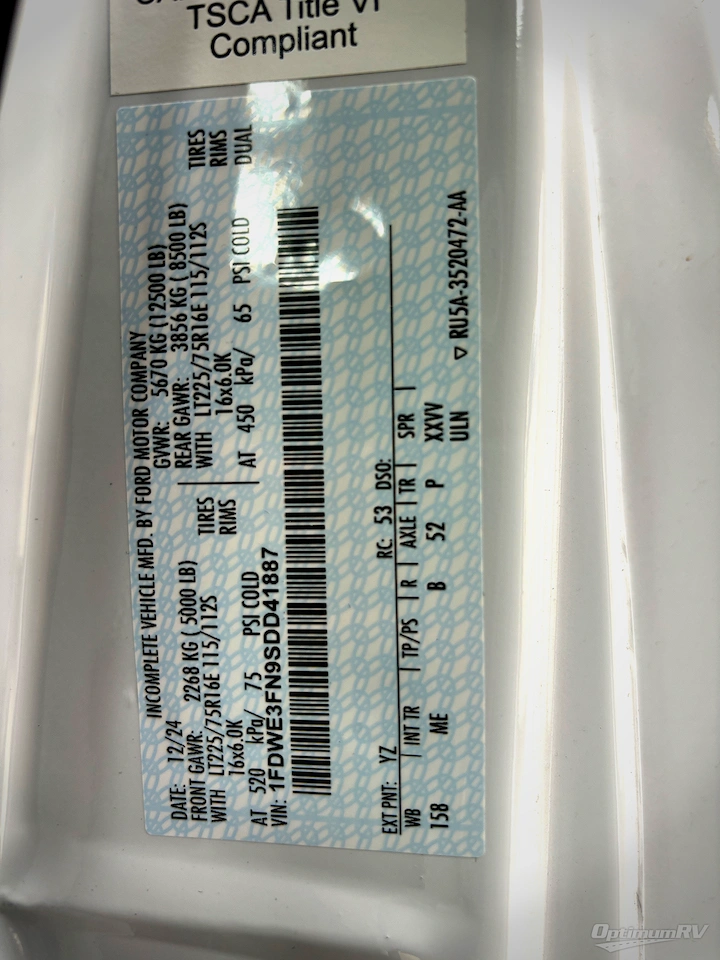 TSCA Title VI
Compliant
INCOMPLETE VEHICLE MFD. BY FORD MOTOR COMPANY
DATE: 12/24 GVWR: 5670 KG (12500 LB)
FRONT GAWR: 2268 KG ( 5000 LB) REAR GAWR: 3856 KG ( 8500 LB)
WITH LT225/75R16E 115/112S TIRES WITH LT225/75R16E 115/112S TIRES
16x6.0K RIMS 16x6.0K RIMS
AT 520 kPa/ 75 PSI COLD AT 450 kPa/ 65 PSI COLD DUAL
VIN: 1FDWE3FN9SDD41887
EXT PNT: YZ RC: 53 DSO:
WB INT TR TP/PS R AXLE TR SPR
158 ME B 52 P XXVV
ULN
▽ RU5A-3520472-AA
OptimumRV